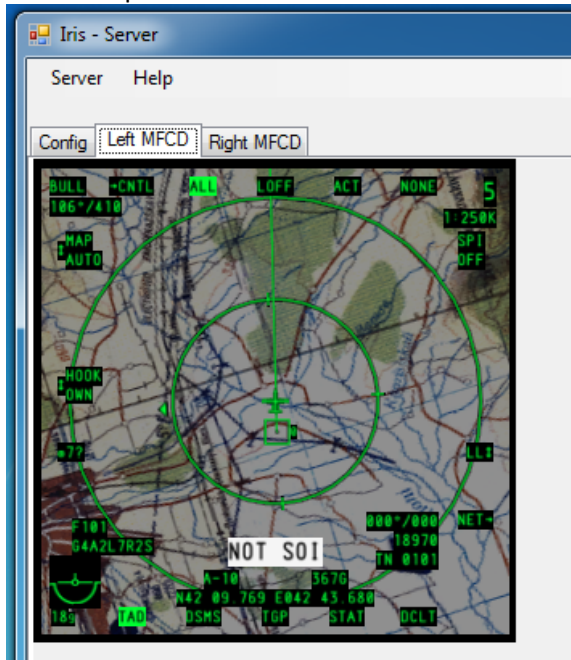 Iris - Server
Server Help
Config Left MFCD Right MFCD
BULL →CNTL ALL LOFF ACT NONE 5
106°/410 1:250K
MAP SPI
AUTO OFF
HOOK
OWN
LL↕
F101 000°/000 NET→
G4A2L7R2S 18970
NOT SOI TN 0101
A-10 367G
N42 09.769 E042 43.680
TAD DSMS TGP STAT DCLT